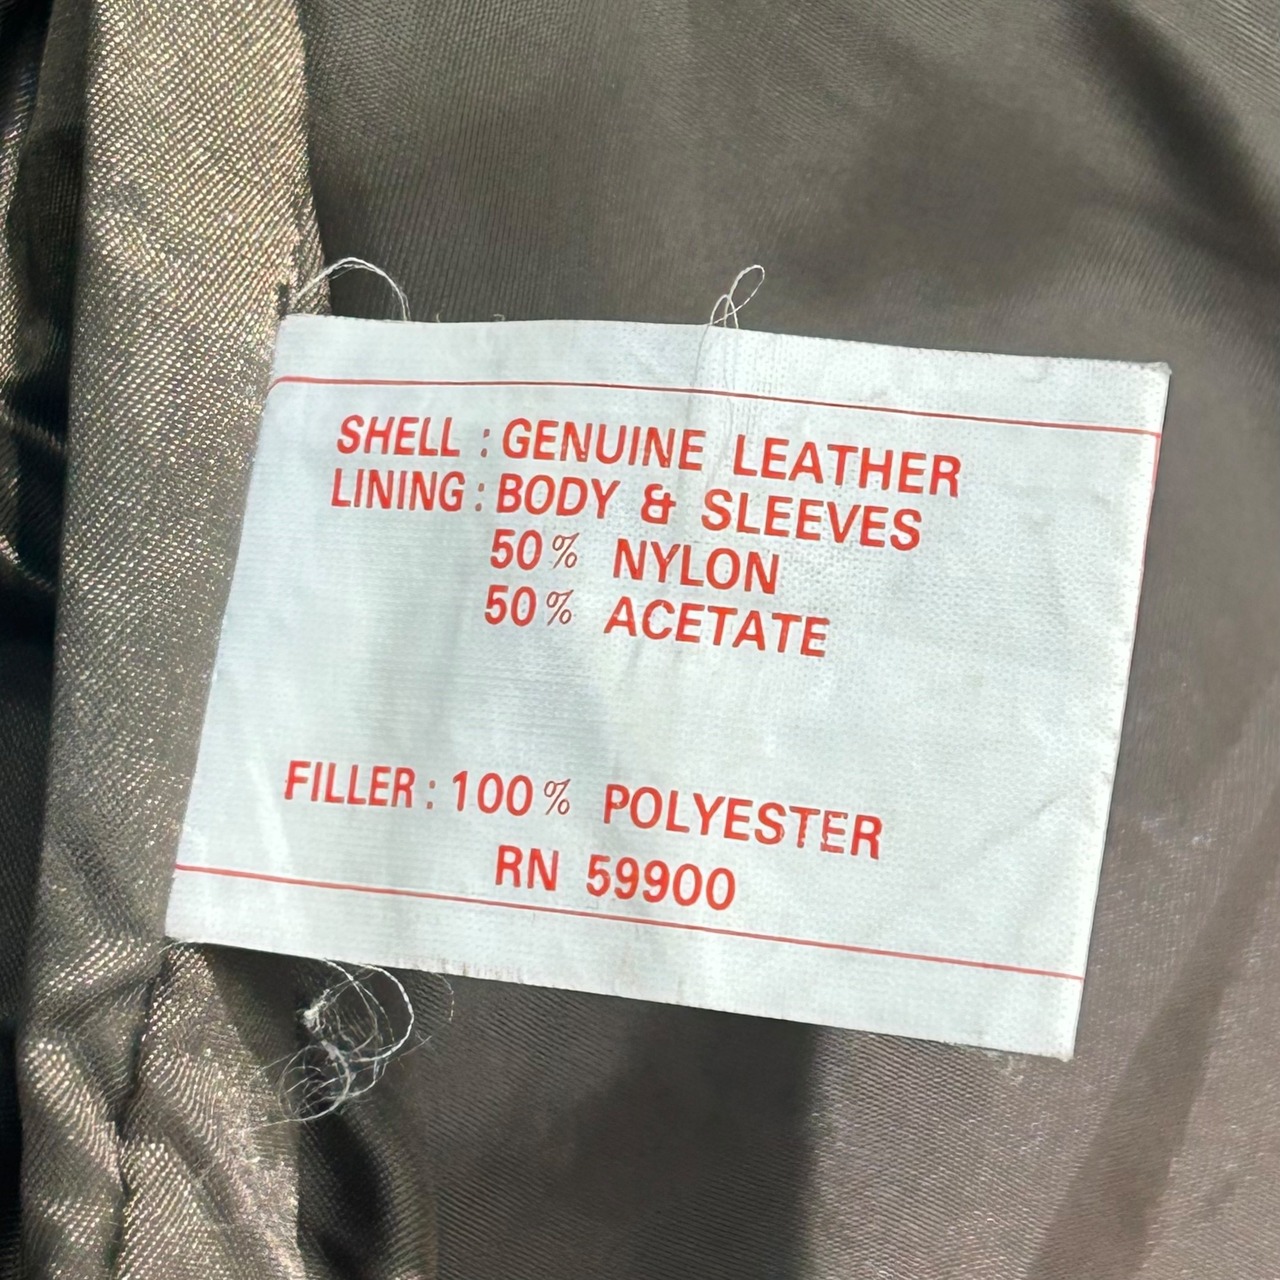 SHELL : GENUINE LEATHER
LINING : BODY & SLEEVES
50% NYLON
50% ACETATE
FILLER : 100% POLYESTER
RN 59900